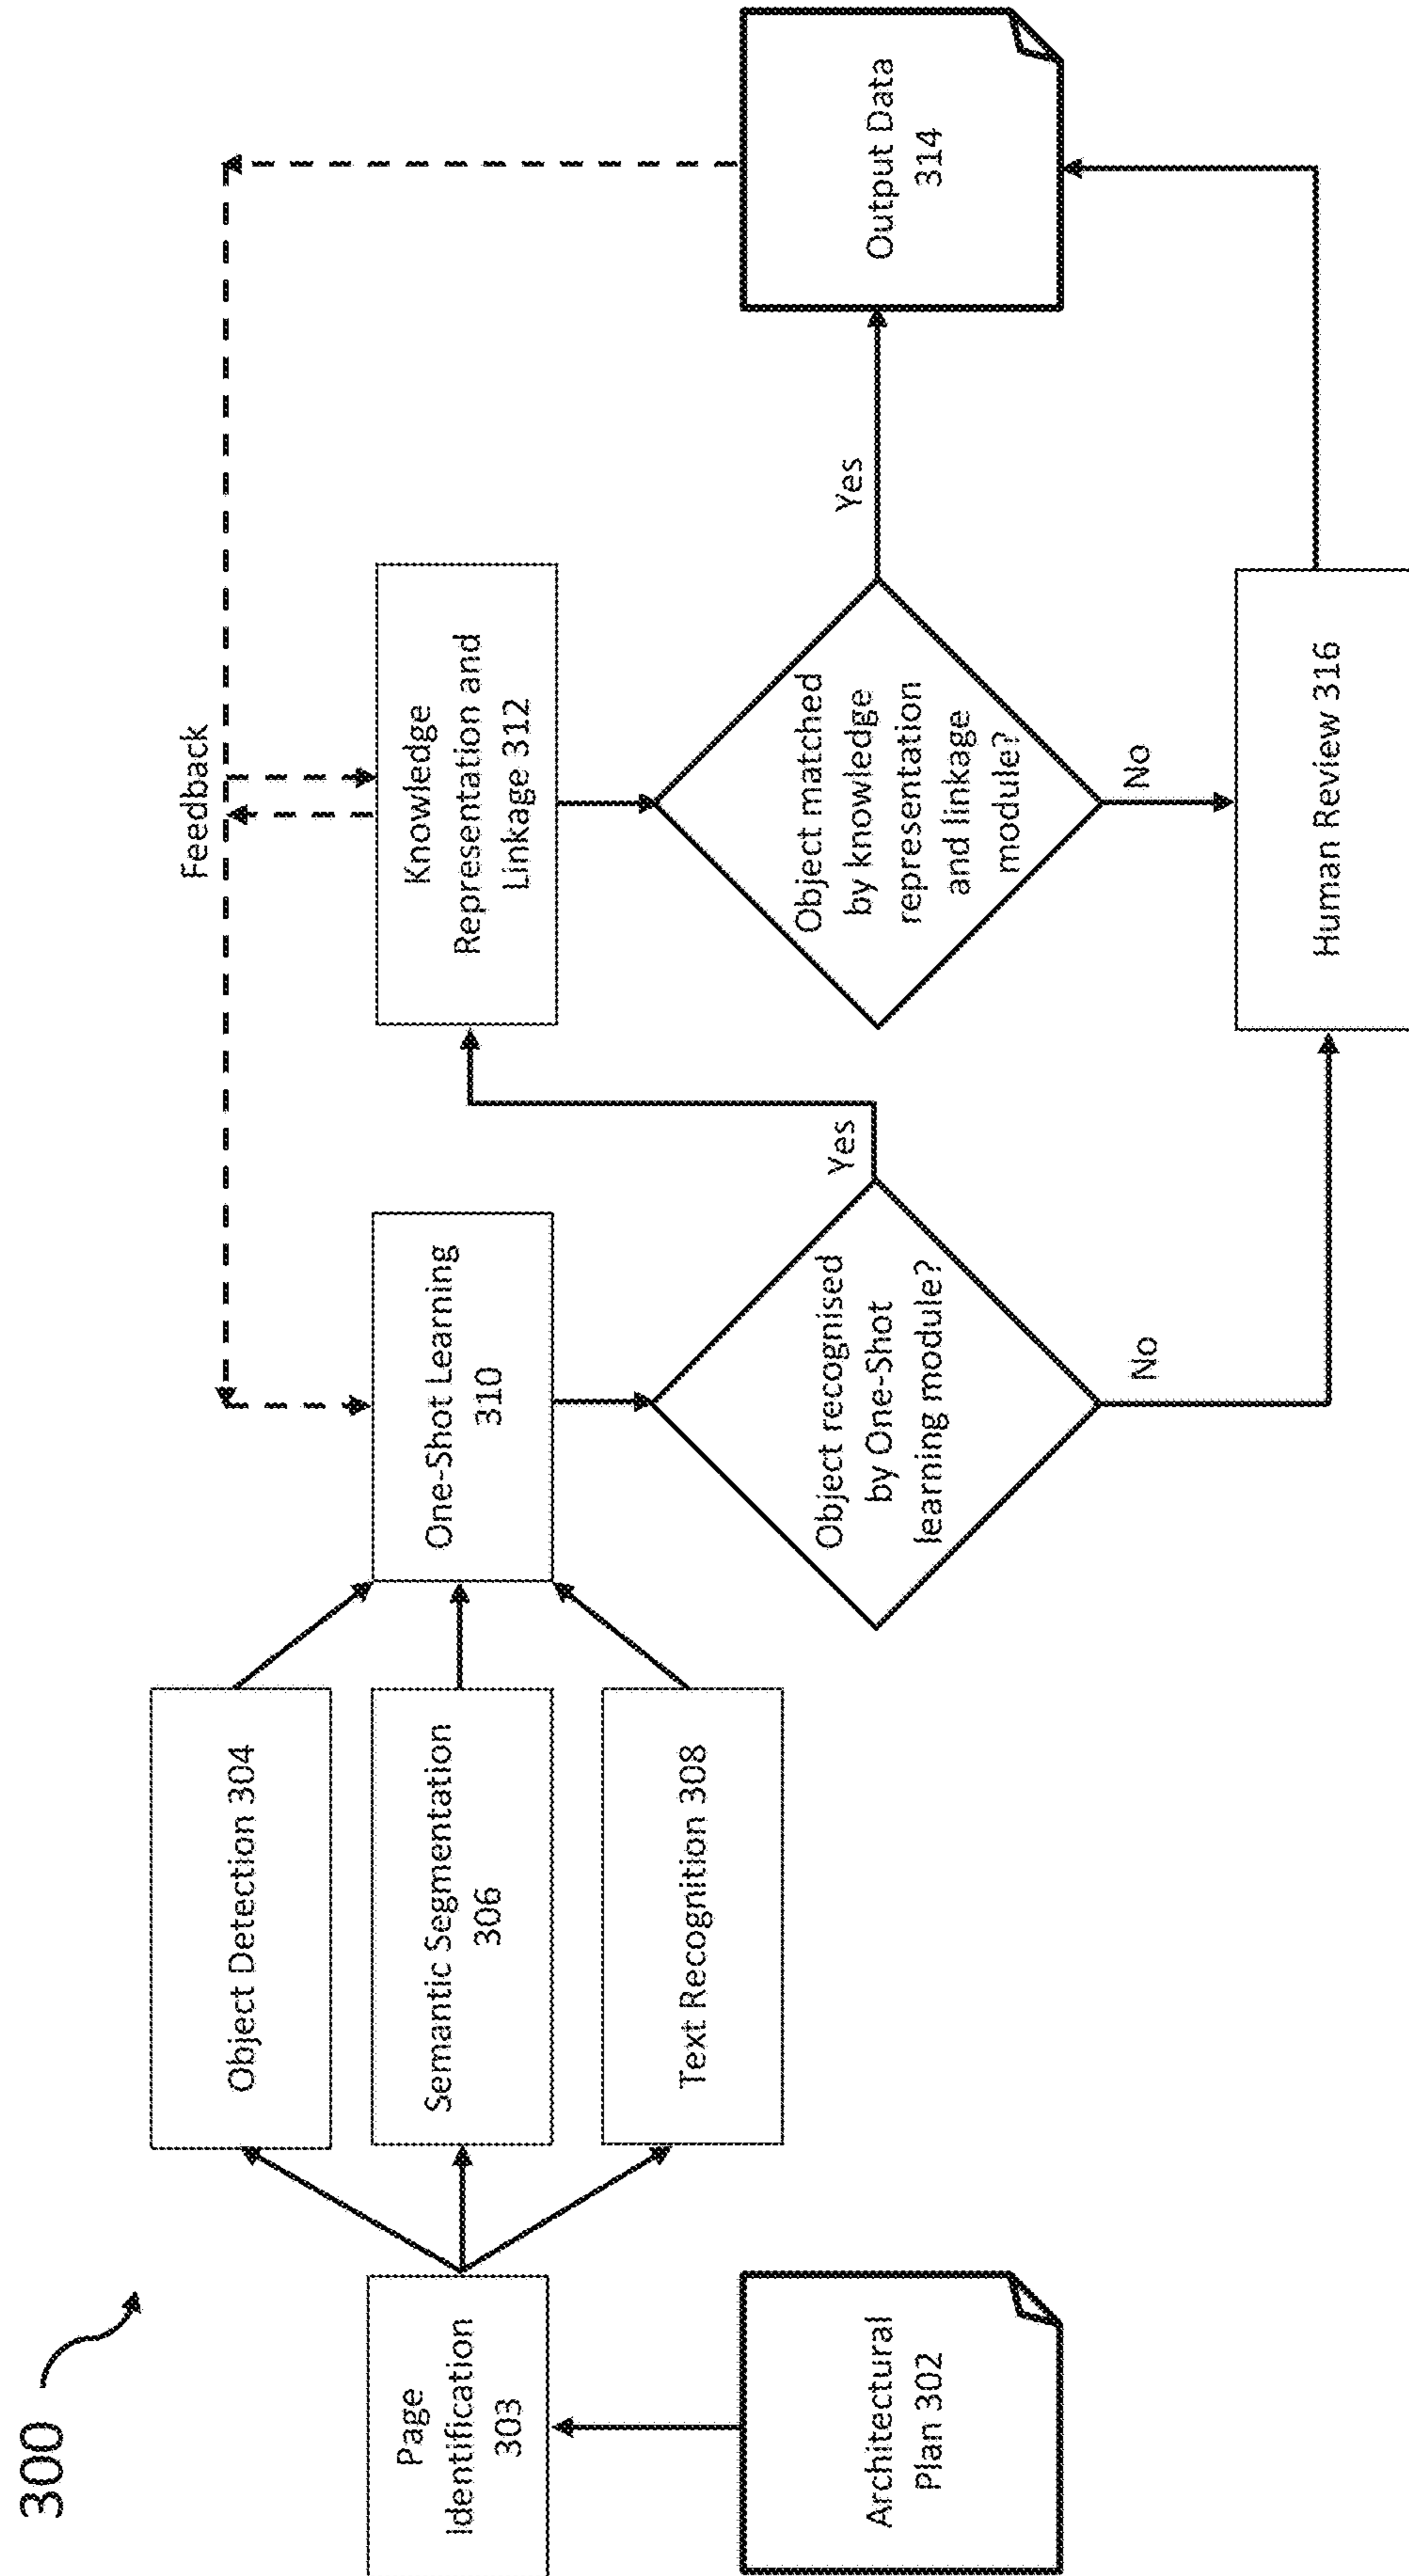 300
Page
Identification
303
Architectural
Plan 302
Object Detection 304
Semantic Segmentation
306
Text Recognition 308
One-Shot Learning
310
Object recognised
by One-Shot
learning module?
Yes
No
Feedback
Knowledge
Representation and
Linkage 312
Object matched
by knowledge
representation
and linkage
module?
Yes
No
Human Review 316
Output Data
314